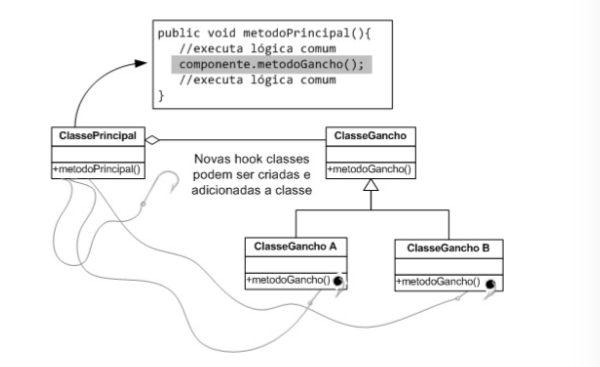 public void metodoPrincipal(){
//executa lógica comum
componente.metodoGancho();
//executa lógica comum
}
ClassePrincipal
+metodoPrincipal()
ClasseGancho
+metodoGancho()
Novas hook classes
podem ser criadas e
adicionadas a classe
ClasseGancho A
+metodoGancho()
ClasseGancho B
+metodoGancho()